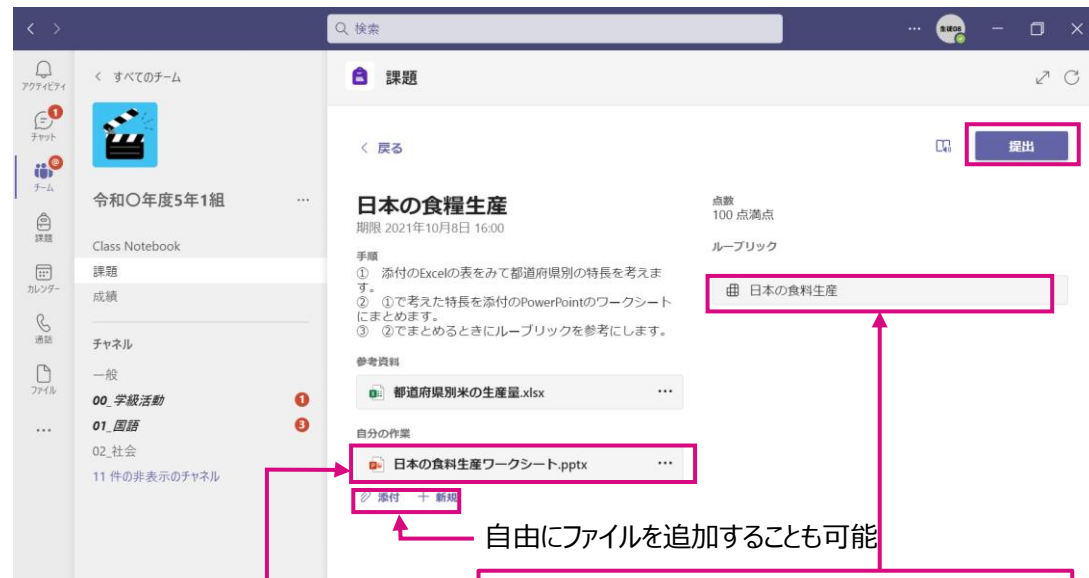 検索
生徒08
アクティビティ
チャット
1
チーム
課題
カレンダー
通話
ファイル
すべてのチーム
令和〇年度5年1組
Class Notebook
課題
成績
チャネル
一般
00_学級活動 1
01_国語 3
02_社会
11 件の非表示のチャネル
課題
戻る
提出
日本の食糧生産
期限 2021年10月8日 16:00
手順
① 添付のExcelの表をみて都道府県別の特長を考えま
す。
② ①で考えた特長を添付のPowerPointのワークシート
にまとめます。
③ ②でまとめるときにルーブリックを参考にします。
参考資料
都道府県別米の生産量.xlsx
自分の作業
日本の食料生産ワークシート.pptx
添付 + 新規
点数
100 点満点
ルーブリック
日本の食料生産
自由にファイルを追加することも可能